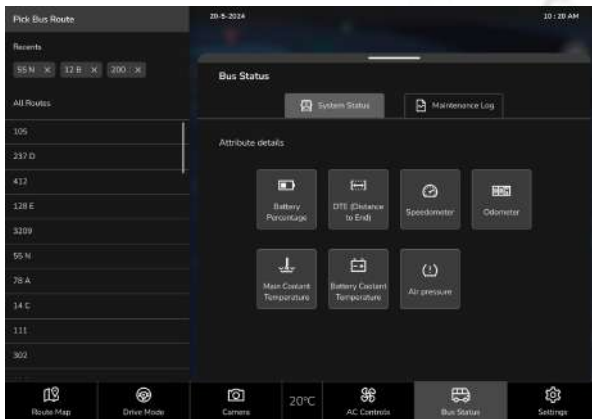 Pick Bus Route
20-5-2024
10 : 20 AM
Recents
55 N X
12 B X
200 X
All Routes
105
237 D
412
128 E
3209
55 N
78 A
14 C
111
302
Bus Status
System Status
Maintenance Log
Attribute details
Battery
Percentage
DTE (Distance
to End)
Speedometer
Odometer
Main Coolant
Temperature
Battery Coolant
Temperature
Air pressure
Route Map
Drive Mode
Camera
20°C
AC Controls
Bus Status
Settings